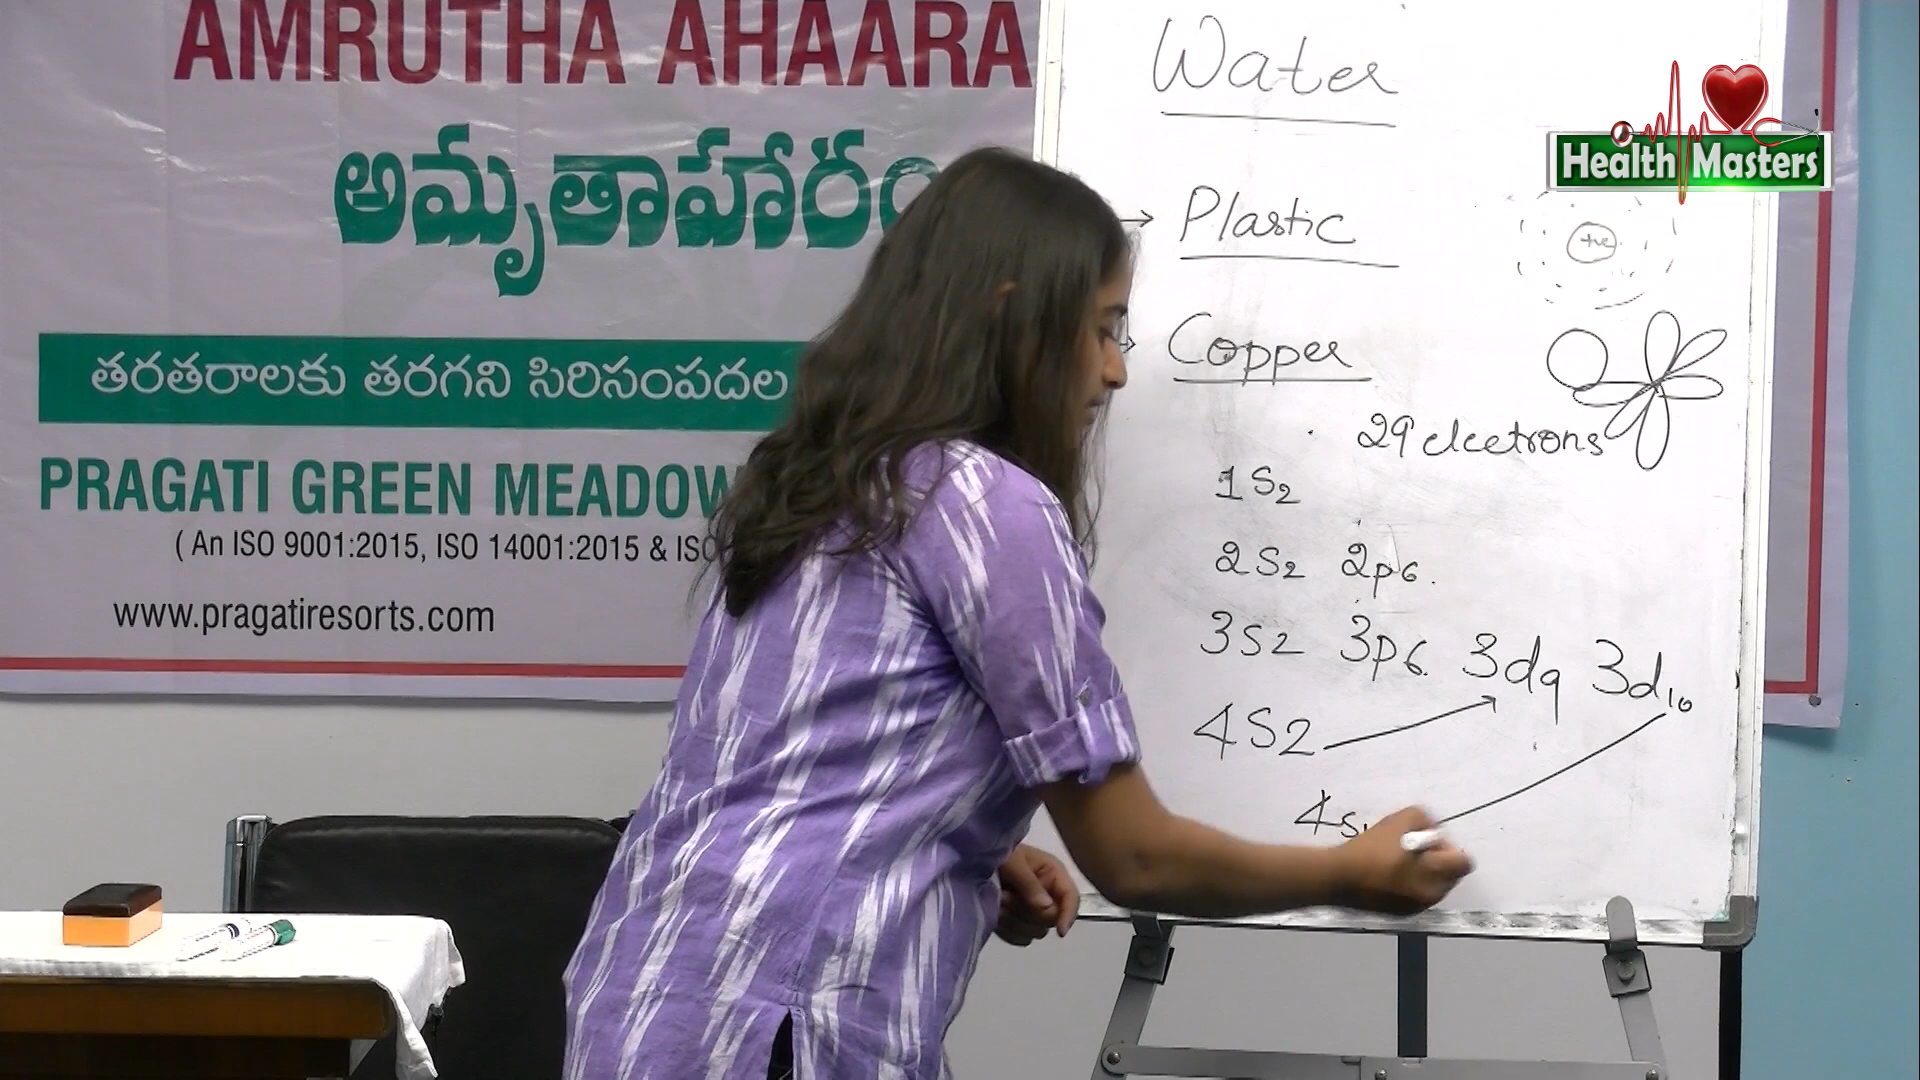 AMRUTHA AHAARA
అమృతాహారం
తరతరాలకు తరగని సిరిసంపదల
PRAGATI GREEN MEADOW
( An ISO 9001:2015, ISO 14001:2015 & ISO
www.pragatiresorts.com
Water
→ Plastic
+ve
→ Copper
29 electrons
1S2
2S2 2p6.
3S2 3p6. 3d9 3d10
4S2
4s1
Health Masters